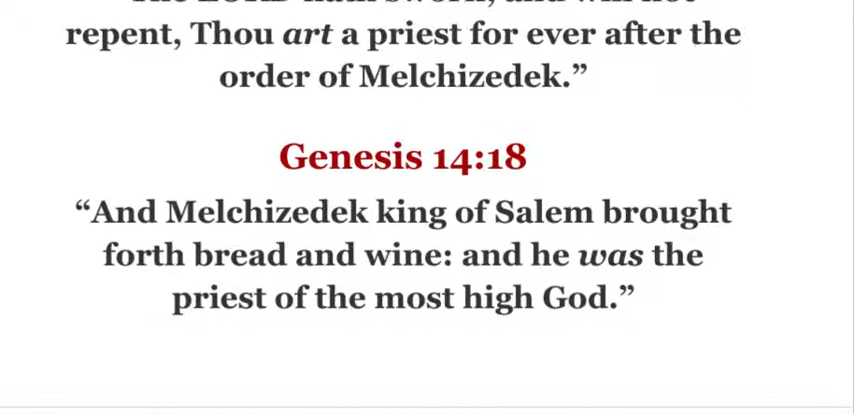 repent, Thou art a priest for ever after the
order of Melchizedek.”
Genesis 14:18
“And Melchizedek king of Salem brought
forth bread and wine: and he was the
priest of the most high God.”